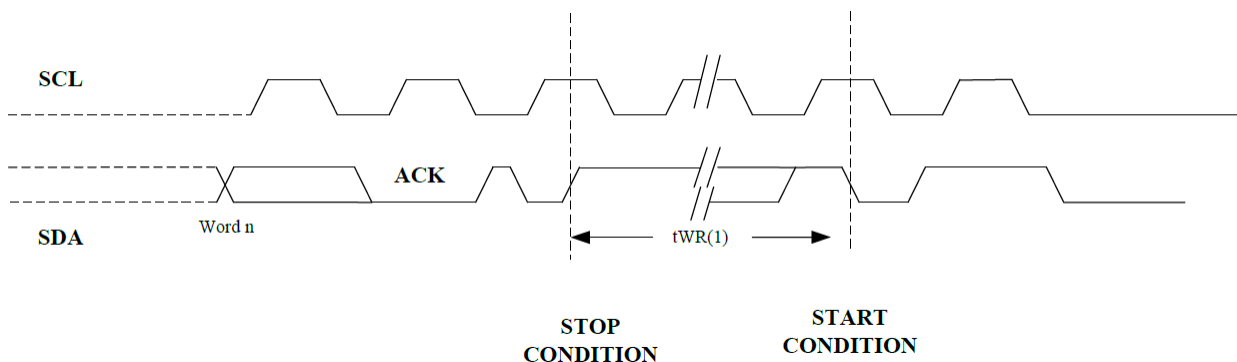 SCL
ACK
Word n
SDA
tWR(1)
STOP
CONDITION
START
CONDITION